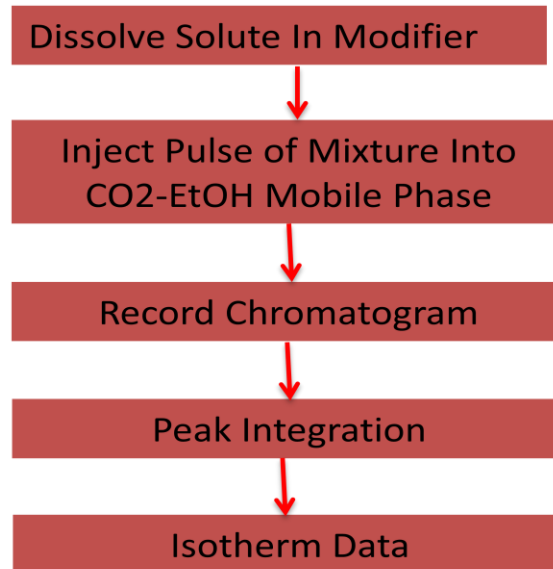 Dissolve Solute In Modifier
Inject Pulse of Mixture Into
CO2-EtOH Mobile Phase
Record Chromatogram
Peak Integration
Isotherm Data